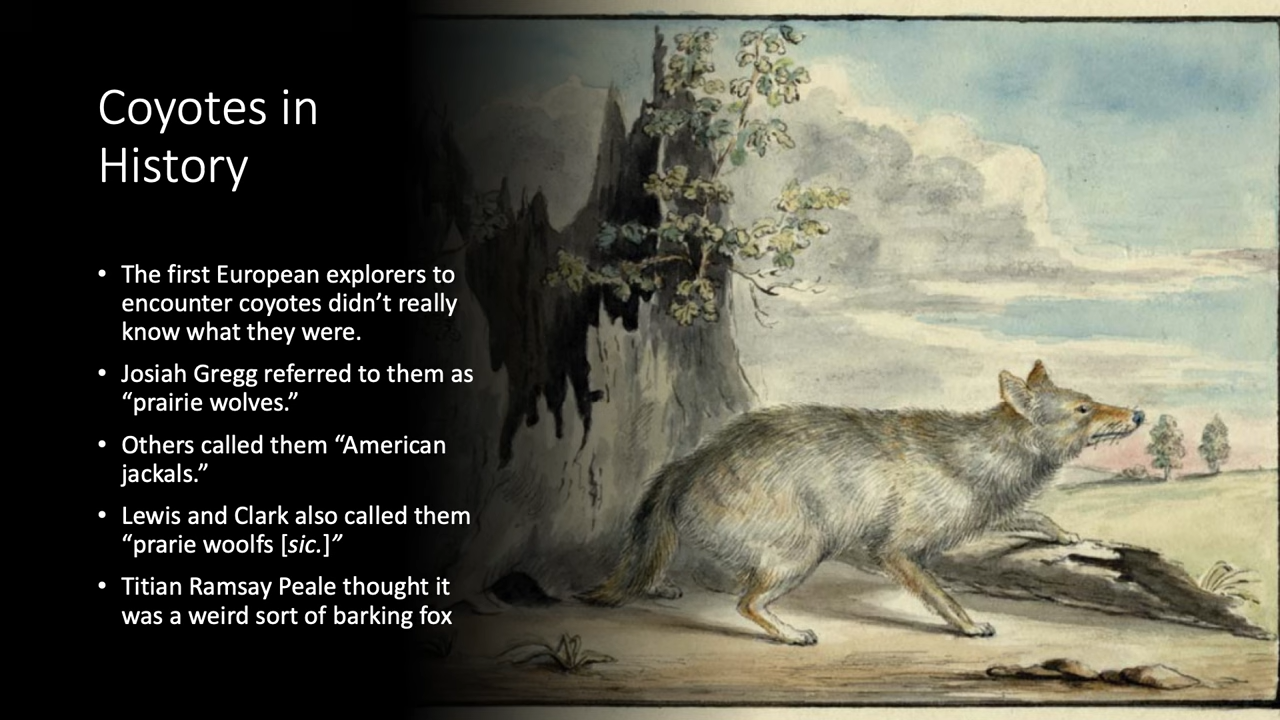 Coyotes in
History
• The first European explorers to
encounter coyotes didn’t really
know what they were.
• Josiah Gregg referred to them as
“prairie wolves.”
• Others called them “American
jackals.”
• Lewis and Clark also called them
“prarie woolfs [sic.]”
• Titian Ramsay Peale thought it
was a weird sort of barking fox